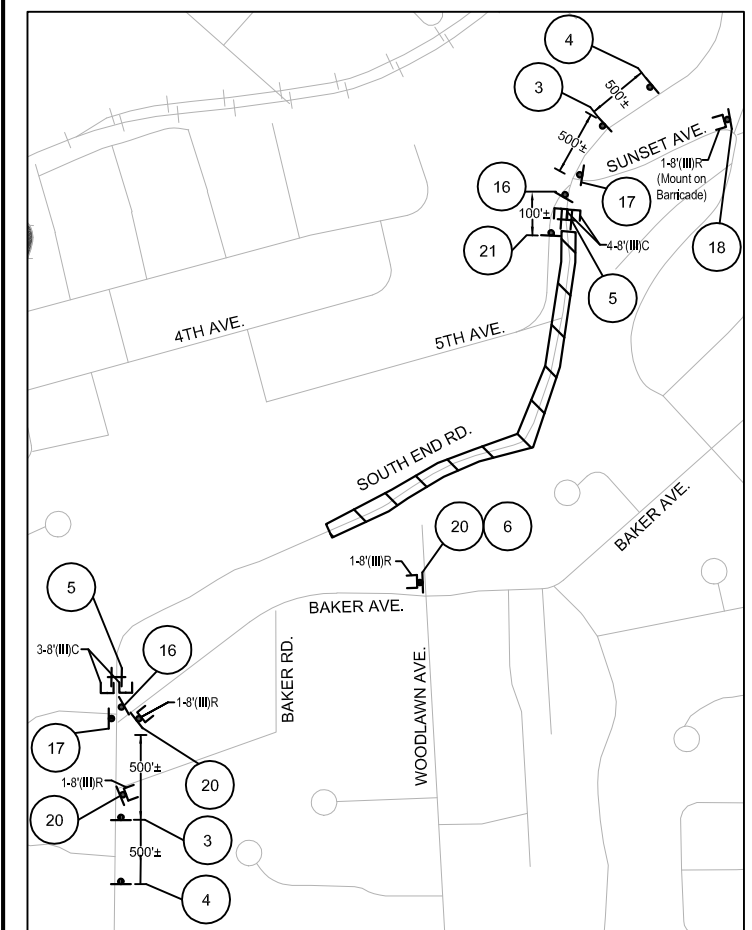 4
3
500'±
500'±
SUNSET AVE.
1-8'(III)R
(Mount on
Barricade)
16
17
18
100'±
4-8'(III)C
21
5
4TH AVE.
5TH AVE.
SOUTH END RD.
BAKER AVE.
20
6
1-8'(III)R
BAKER AVE.
5
3-8'(III)C
16
1-8'(III)R
BAKER RD.
WOODLAWN AVE.
17
500'±
20
1-8'(III)R
20
3
500'±
4